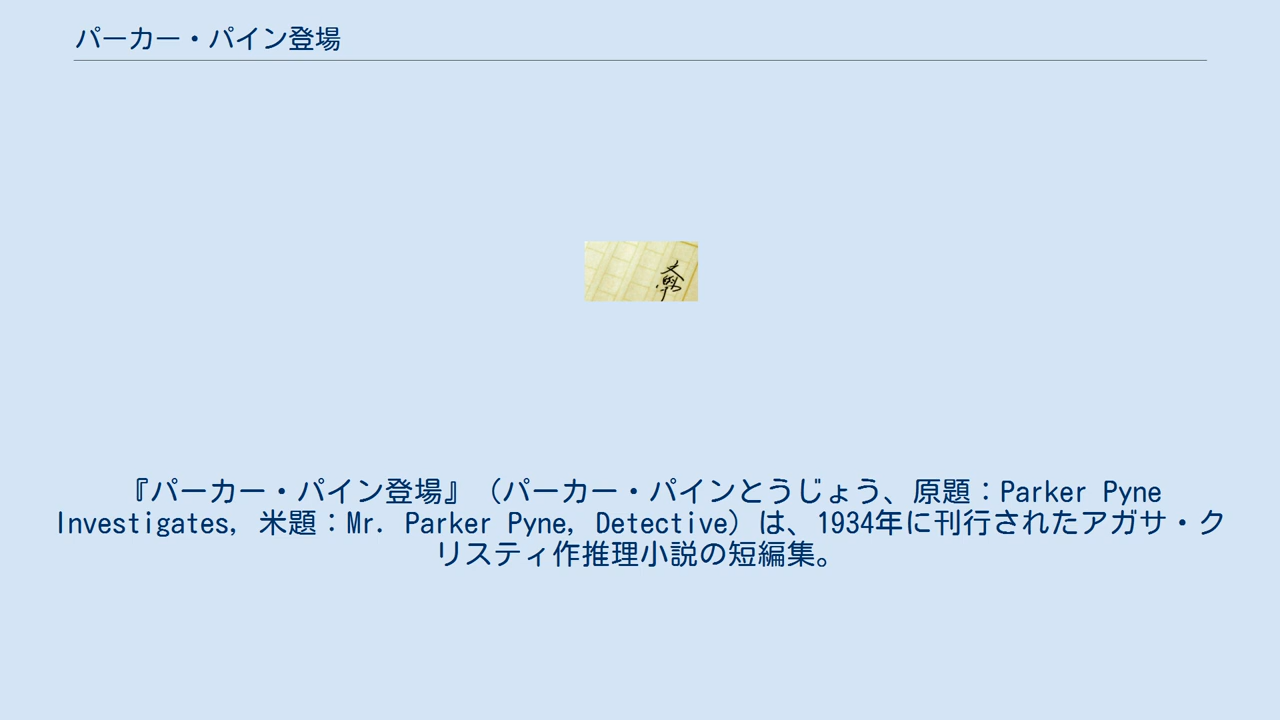 パーカー・パイン登場
『パーカー・パイン登場』（パーカー・パインとうじょう、原題：Parker Pyne
Investigates, 米題：Mr. Parker Pyne, Detective）は、1934年に刊行されたアガサ・ク
リスティ作推理小説の短編集。